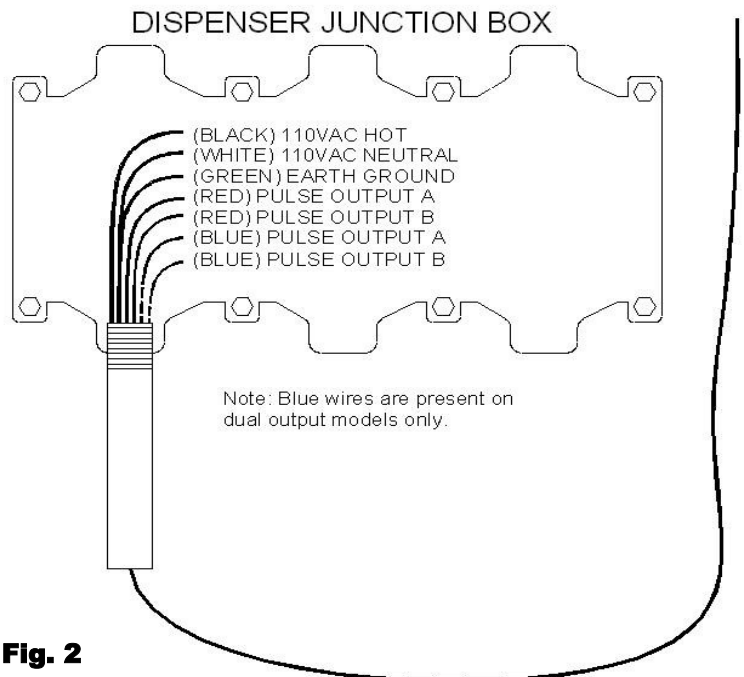 DISPENSER JUNCTION BOX
(BLACK) 110VAC HOT
(WHITE) 110VAC NEUTRAL
(GREEN) EARTH GROUND
(RED) PULSE OUTPUT A
(RED) PULSE OUTPUT B
(BLUE) PULSE OUTPUT A
(BLUE) PULSE OUTPUT B
Note: Blue wires are present on
dual output models only.
Fig. 2